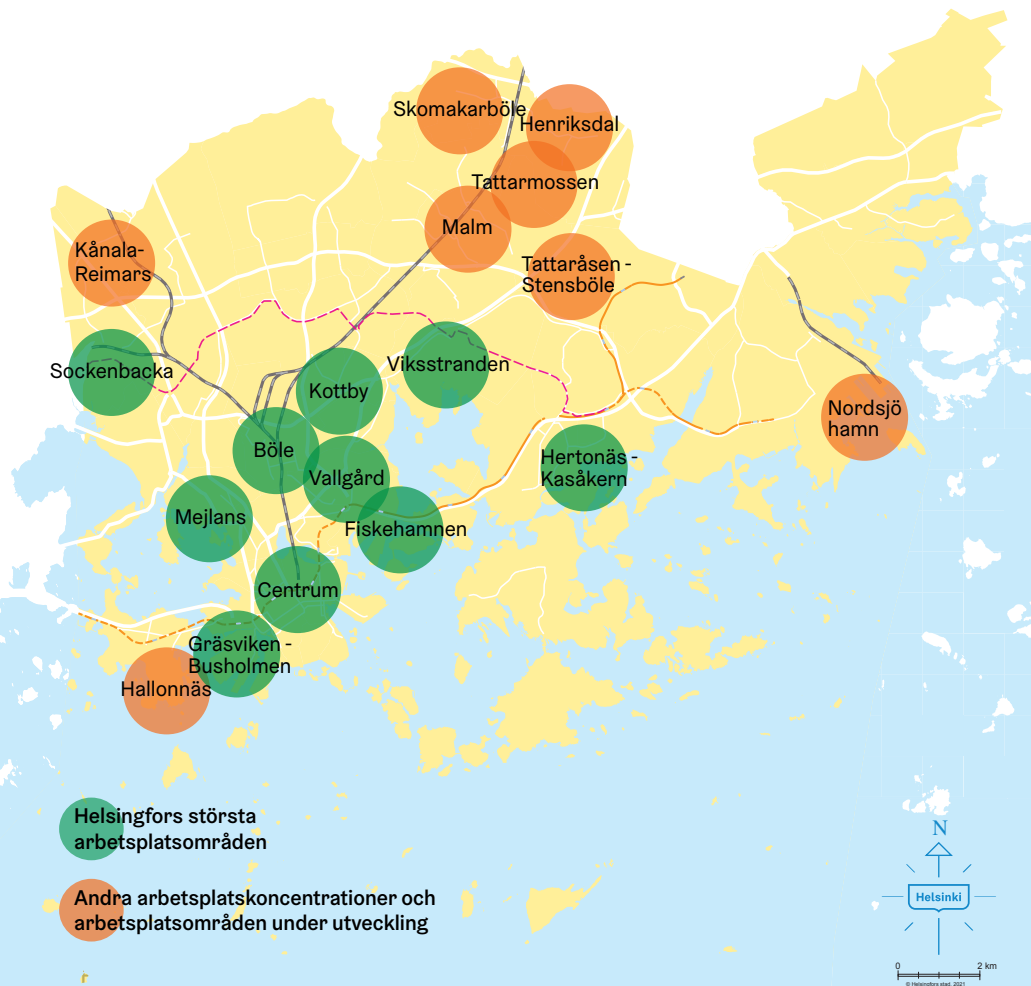 Skomakarböle
Henriksdal
Tattarmossen
Malm
Kånala-
Reimars
Tattaråsen -
Stensböle
Sockenbacka
Viksstranden
Kottby
Nordsjö
hamn
Böle
Vallgård
Hertonäs -
Kasåkern
Mejlans
Fiskehamnen
Centrum
Gräsviken -
Busholmen
Hallonnäs
Helsingfors största
arbetsplatsområden
Andra arbetsplatskoncentrationer och
arbetsplatsområden under utveckling
N
Helsinki
0 2 km
© Helsingfors stad, 2021